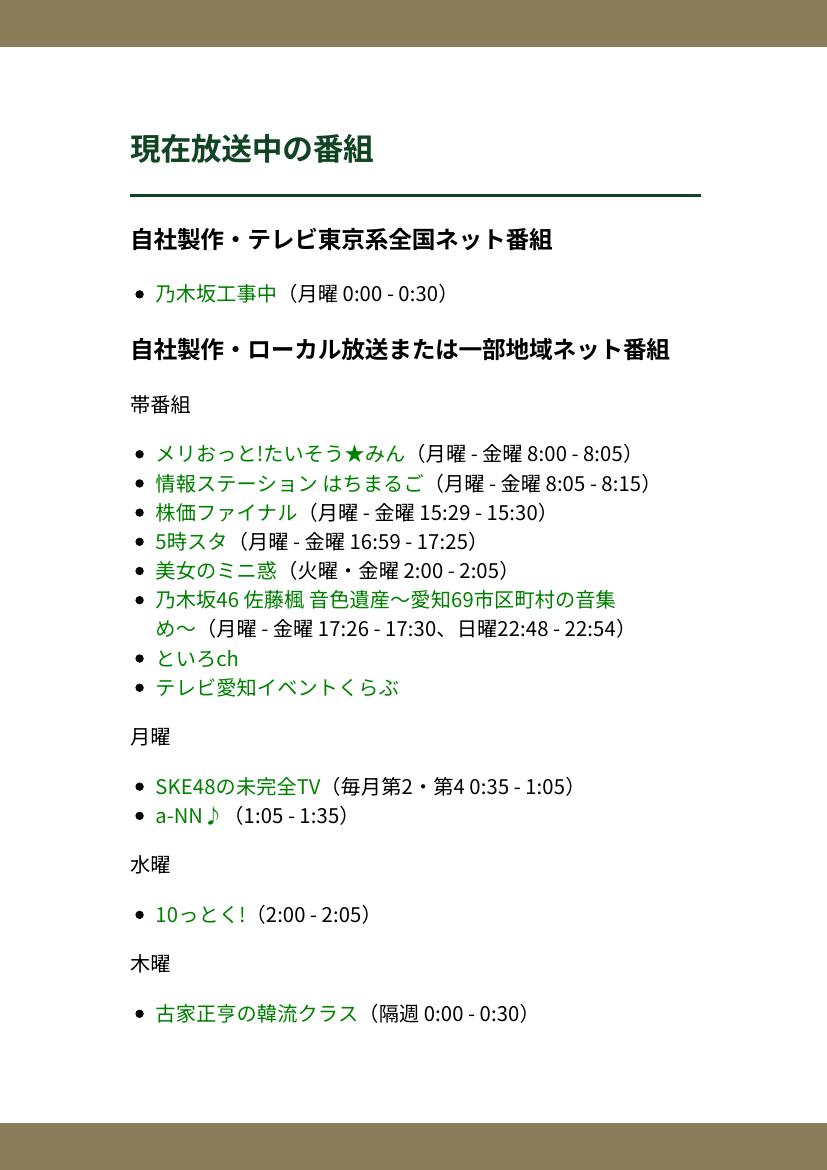 現在放送中の番組
自社製作・テレビ東京系全国ネット番組
乃木坂工事中（月曜 0:00 - 0:30）
自社製作・ローカル放送または一部地域ネット番組
帯番組
メリおっと!たいそう★みん（月曜 - 金曜 8:00 - 8:05）
情報ステーション はちまるご（月曜 - 金曜 8:05 - 8:15）
株価ファイナル（月曜 - 金曜 15:29 - 15:30）
5時スタ（月曜 - 金曜 16:59 - 17:25）
美女のミニ惑（火曜・金曜 2:00 - 2:05）
乃木坂46 佐藤楓 音色遺産〜愛知69市区町村の音集
め〜（月曜 - 金曜 17:26 - 17:30、日曜22:48 - 22:54）
といろch
テレビ愛知イベントくらぶ
月曜
SKE48の未完全TV（毎月第2・第4 0:35 - 1:05）
a-NN♪（1:05 - 1:35）
水曜
10っとく!（2:00 - 2:05）
木曜
古家正亨の韓流クラス（隔週 0:00 - 0:30）